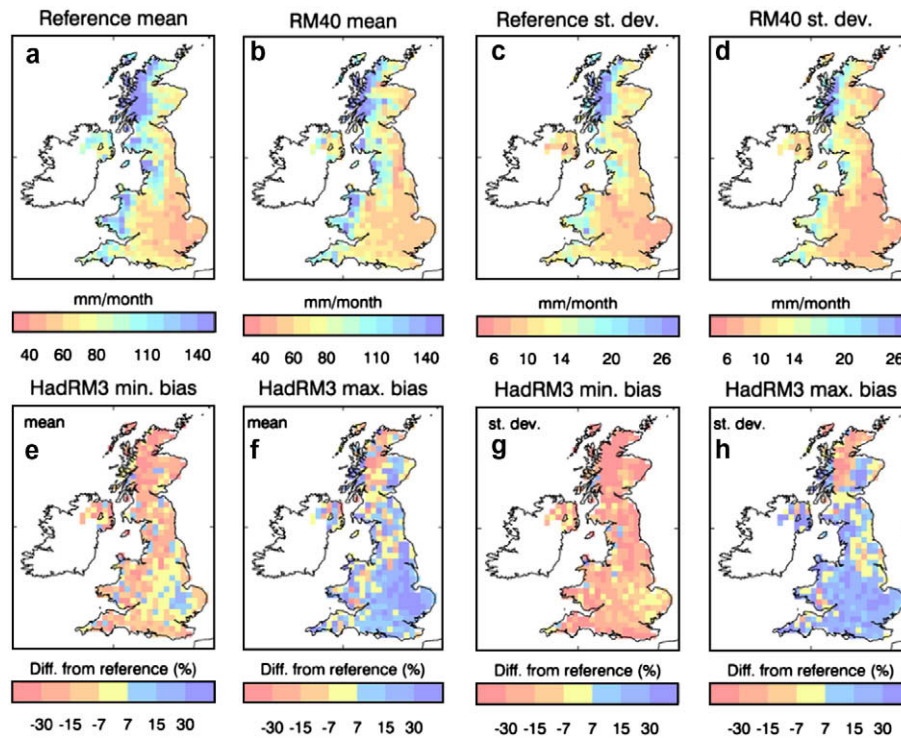 Reference mean
RM40 mean
Reference st. dev.
RM40 st. dev.
a
b
c
d
mm/month
mm/month
mm/month
mm/month
40 60 80 110 140
40 60 80 110 140
6 10 14 20 26
6 10 14 20 26
HadRM3 min. bias
HadRM3 max. bias
HadRM3 min. bias
HadRM3 max. bias
mean
mean
st. dev.
st. dev.
e
f
g
h
Diff. from reference (%)
Diff. from reference (%)
Diff. from reference (%)
Diff. from reference (%)
-30 -15 -7 7 15 30
-30 -15 -7 7 15 30
-30 -15 -7 7 15 30
-30 -15 -7 7 15 30